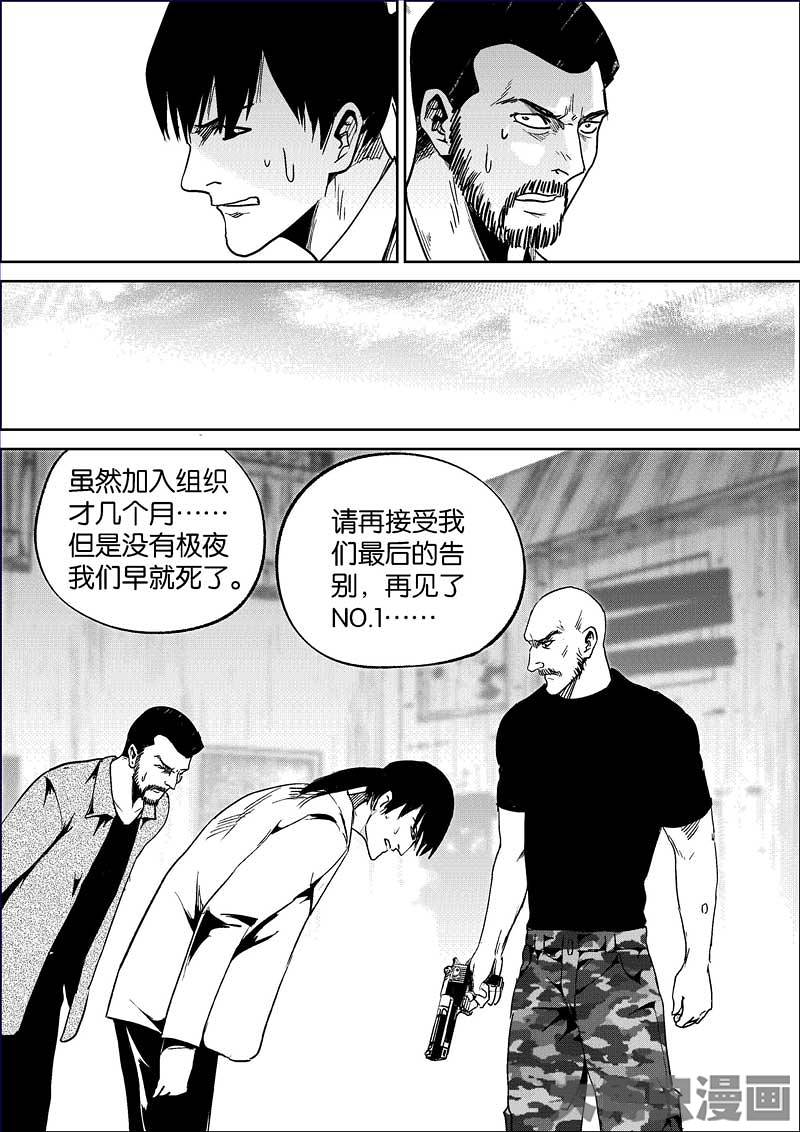 虽然加入组织
才几个月……
但是没有极夜
我们早就死了。
请再接受我
们最后的告
别，再见了
NO.1……
漫画